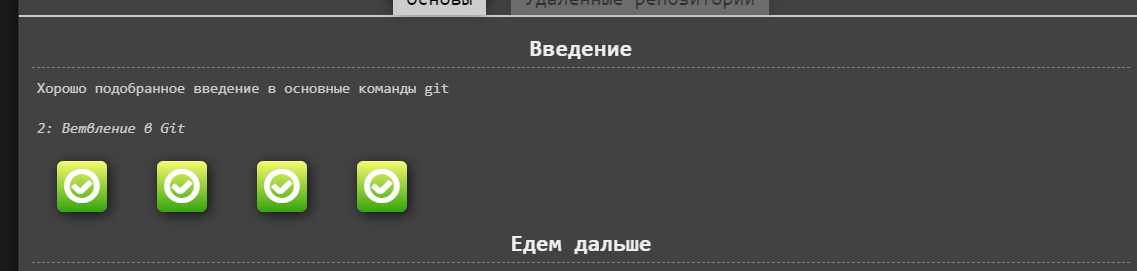 Основы Удаленные репозитории
Введение
Хорошо подобранное введение в основные команды git
2: Ветвление в Git
Едем дальше